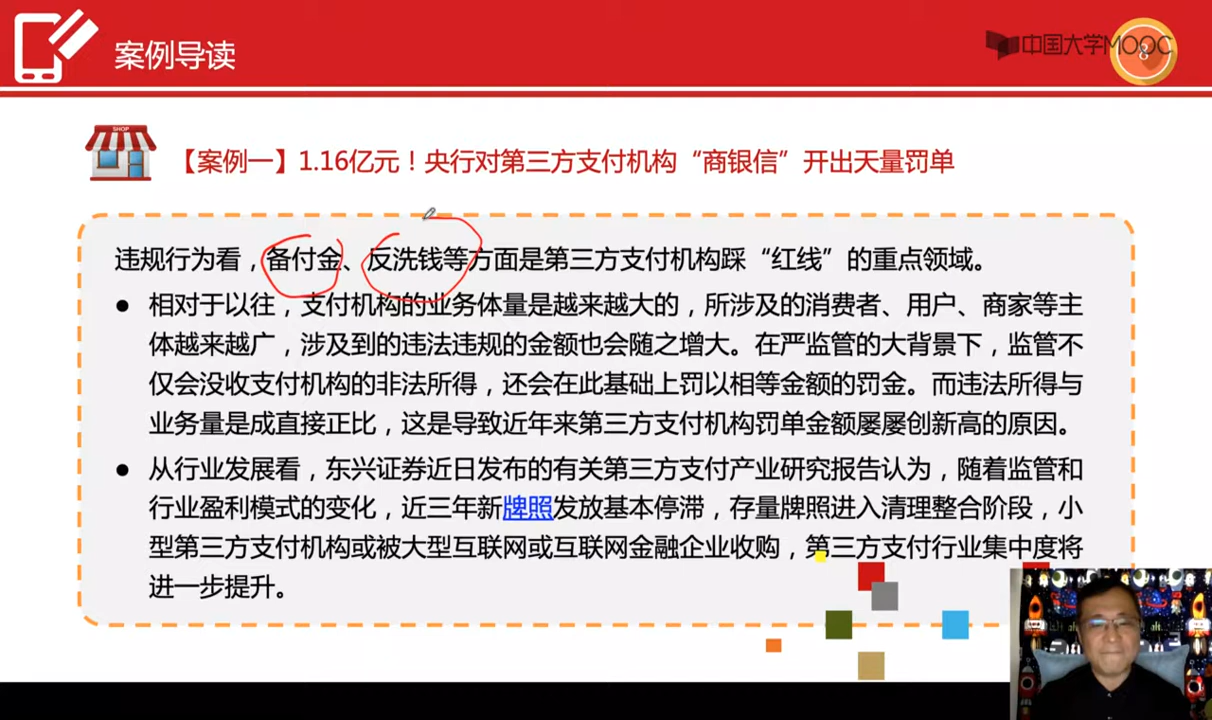 案例导读
中国大学MOOC
8
SHOP
【案例一】1.16亿元！央行对第三方支付机构“商银信”开出天量罚单
违规行为看，备付金、反洗钱等方面是第三方支付机构踩“红线”的重点领域。
● 相对于以往，支付机构的业务体量是越来越大的，所涉及的消费者、用户、商家等主
体越来越广，涉及到的违法违规的金额也会随之增大。在严监管的大背景下，监管不
仅会没收支付机构的非法所得，还会在此基础上罚以相等金额的罚金。而违法所得与
业务量是成直接正比，这是导致近年来第三方支付机构罚单金额屡屡创新高的原因。
● 从行业发展看，东兴证券近日发布的有关第三方支付产业研究报告认为，随着监管和
行业盈利模式的变化，近三年新牌照发放基本停滞，存量牌照进入清理整合阶段，小
型第三方支付机构或被大型互联网或互联网金融企业收购，第三方支付行业集中度将
进一步提升。